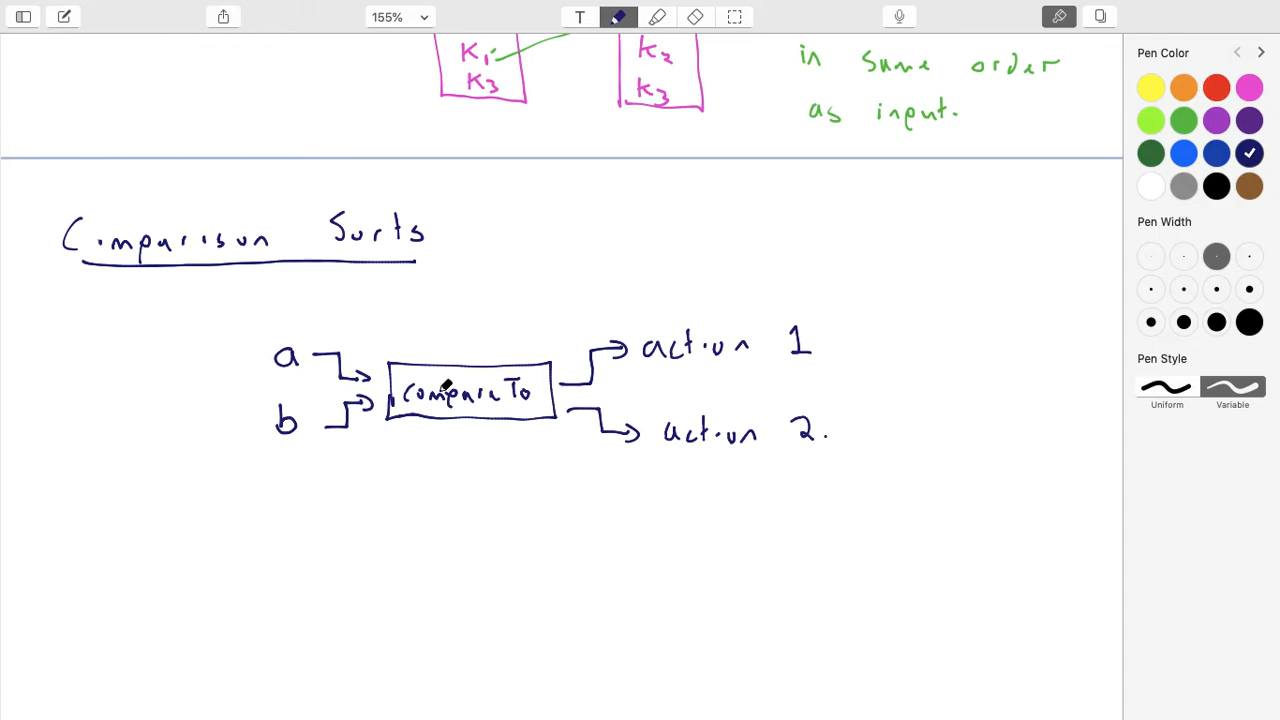 155%
T
Pen Color
K1
K3
K2
K3
in same order
as input.
Comparison Sorts
a
b
compareTo
action 1
action 2.
Pen Width
Pen Style
Uniform
Variable